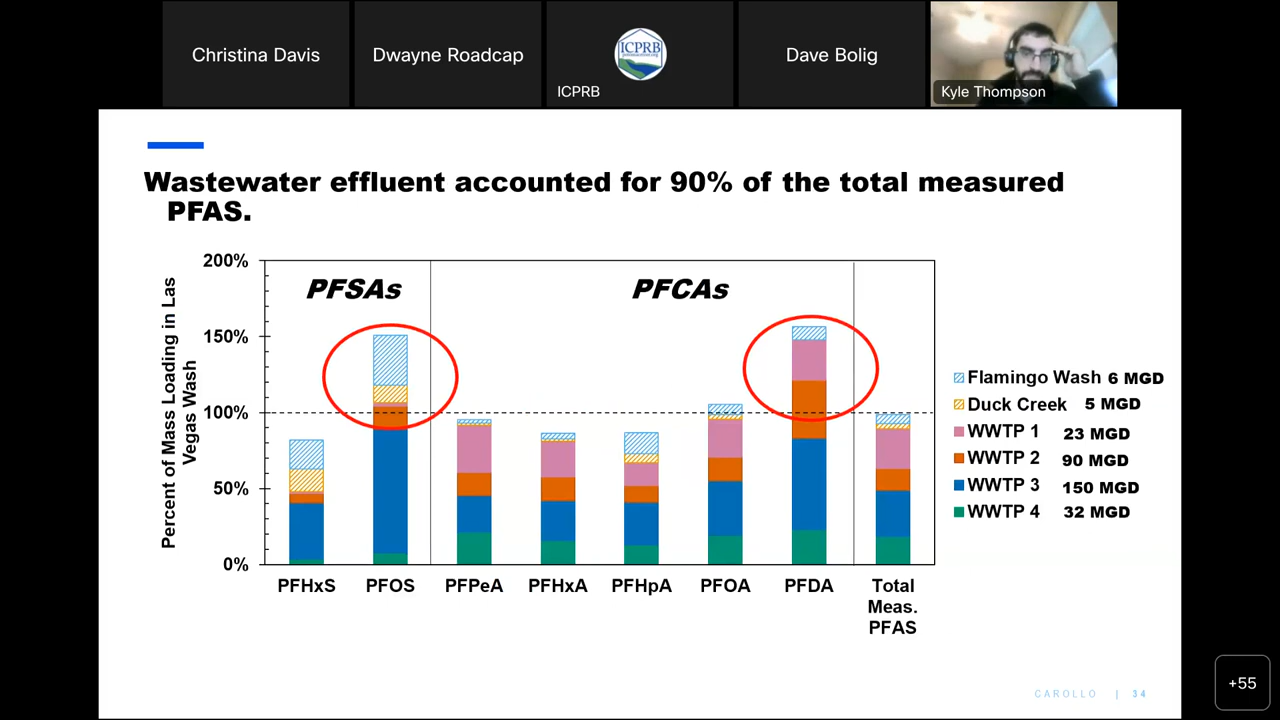 Christina Davis
Dwayne Roadcap
ICPRB
ICPRB
Dave Bolig
Kyle Thompson
Wastewater effluent accounted for 90% of the total measured
PFAS.
Percent of Mass Loading in Las
Vegas Wash
200%
150%
100%
50%
0%
PFSAs
PFCAs
PFHxS
PFOS
PFPeA
PFHxA
PFHpA
PFOA
PFDA
Total
Meas.
PFAS
Flamingo Wash 6 MGD
Duck Creek 5 MGD
WWTP 1 23 MGD
WWTP 2 90 MGD
WWTP 3 150 MGD
WWTP 4 32 MGD
CAROLLO | 34
+55